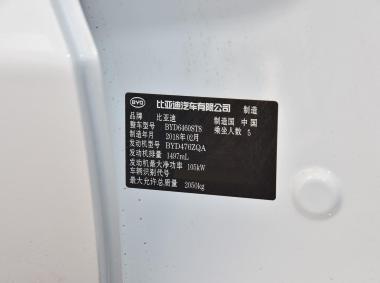 BYD 比亚迪汽车有限公司 制造
品牌 比亚迪 制造国 中国
整车型号 BYD6460ST8 乘坐人数 5
制造年月 2018年02月
发动机型号 BYD476ZQA
发动机排量 1497mL
发动机最大净功率 105kW
车辆识别代号
最大允许总质量 2050kg